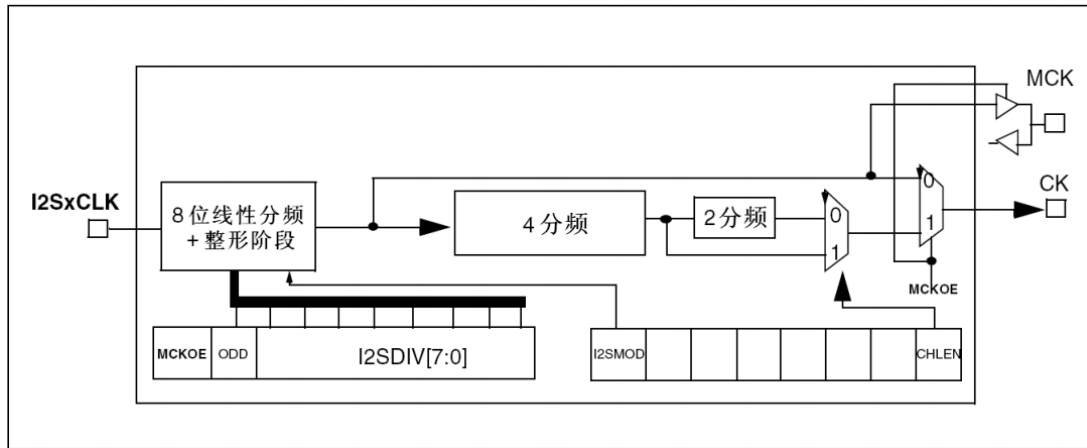 MCK
CK
I2SxCLK
8位线性分频
+整形阶段
4分频
2分频
0
1
0
1
MCKOE
MCKOE
ODD
I2SDIV[7:0]
I2SMOD
CHLEN